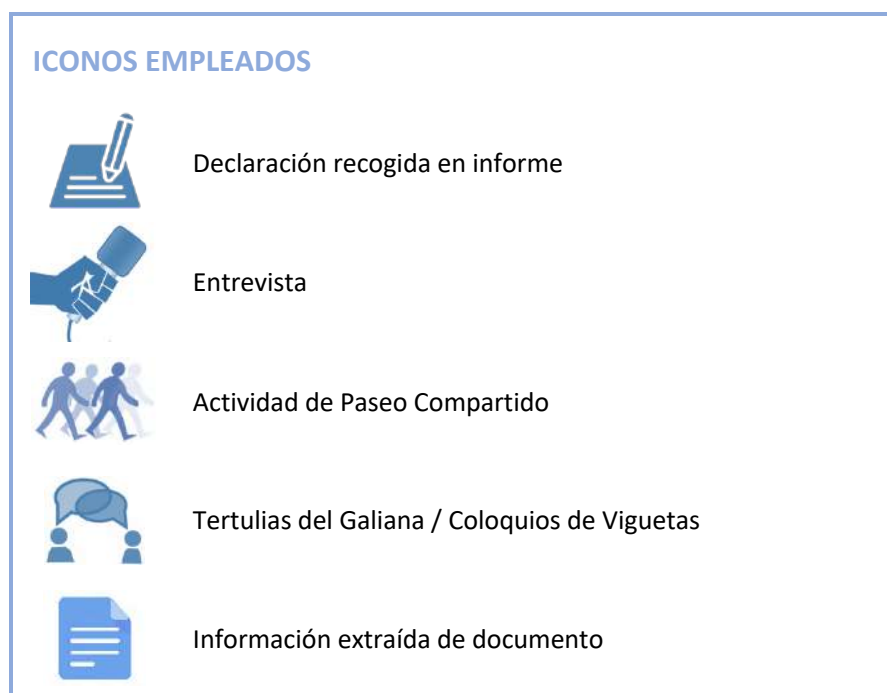 ICONOS EMPLEADOS
Declaración recogida en informe
Entrevista
Actividad de Paseo Compartido
Tertulias del Galiana / Coloquios de Viguetas
Información extraída de documento